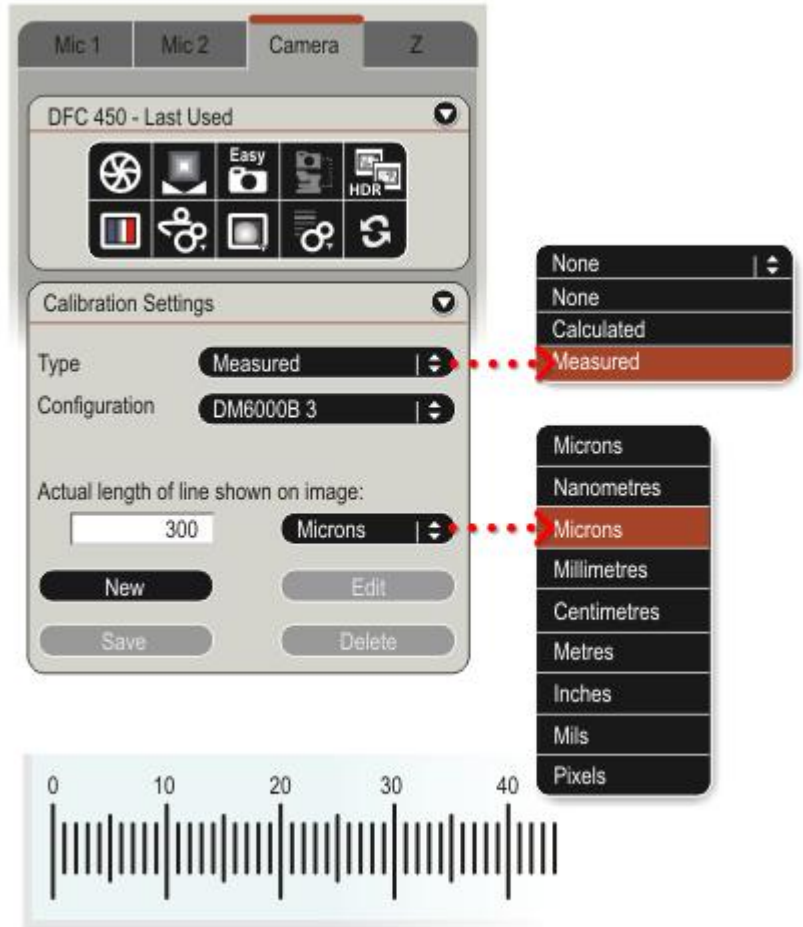 Mic 1 Mic 2 Camera Z
DFC 450 - Last Used
Easy
HDR
Calibration Settings
Type Measured
Configuration DM6000B 3
Actual length of line shown on image:
300 Microns
New Edit
Save Delete
None
None
Calculated
Measured
Microns
Nanometres
Microns
Millimetres
Centimetres
Metres
Inches
Mils
Pixels
0 10 20 30 40